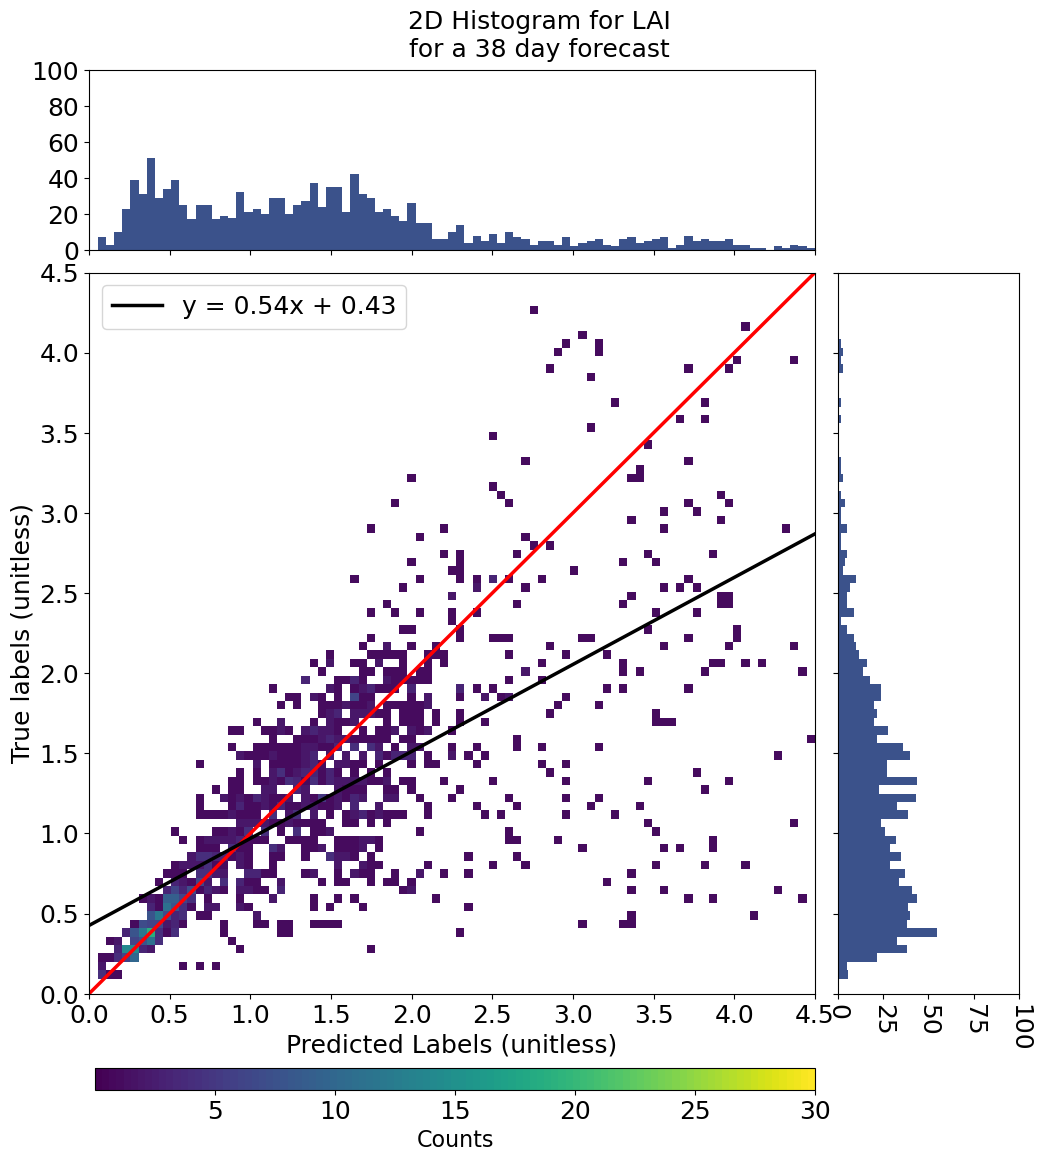 2D Histogram for LAI
for a 38 day forecast
100
80
60
40
20
0
4.5
4.0
3.5
3.0
2.5
2.0
1.5
1.0
0.5
0.0
True labels (unitless)
y = 0.54x + 0.43
0.0 0.5 1.0 1.5 2.0 2.5 3.0 3.5 4.0 4.5
Predicted Labels (unitless)
0 25 50 75 100
5 10 15 20 25 30
Counts